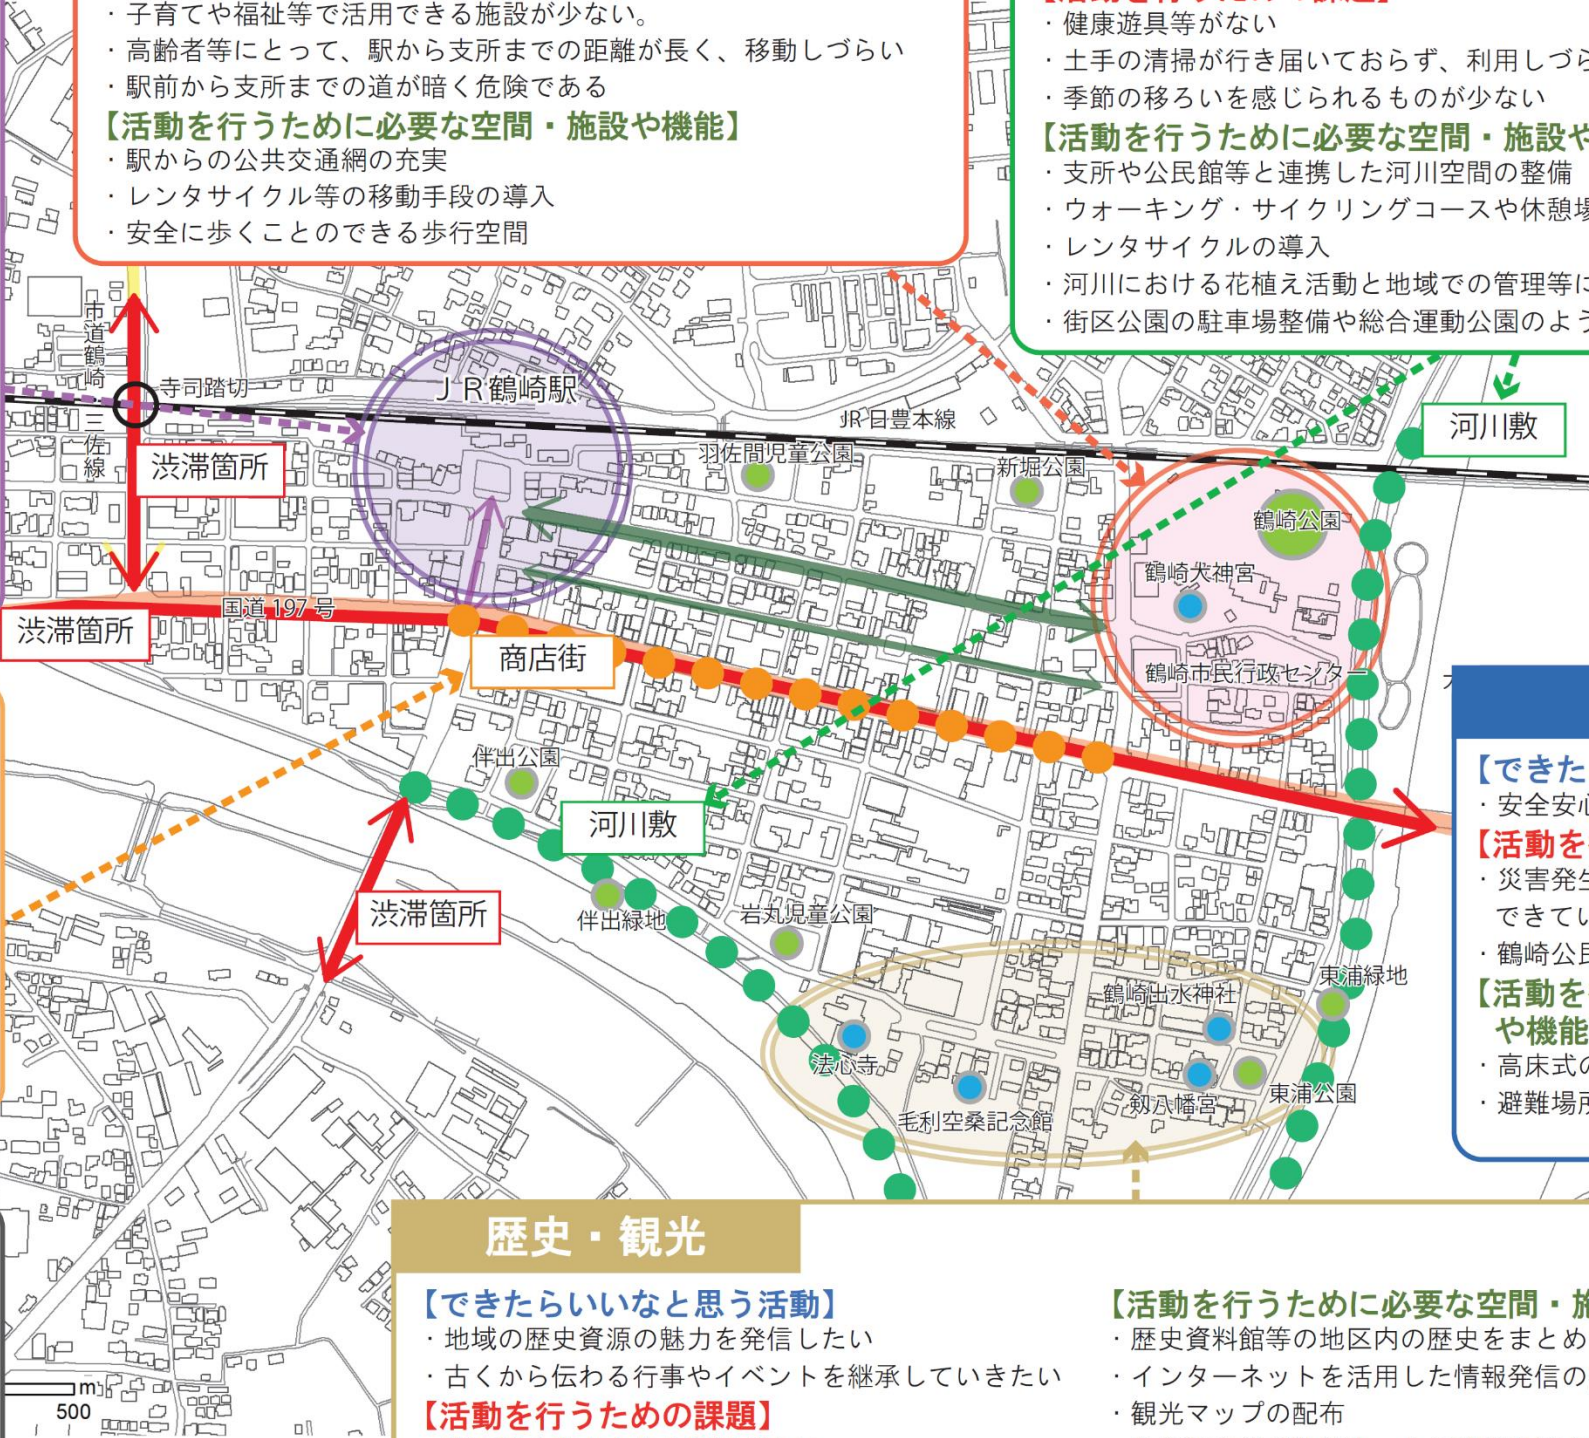 ・子育てや福祉等で活用できる施設が少ない。
・高齢者等にとって、駅から支所までの距離が長く、移動しづらい
・駅前から支所までの道が暗く危険である
【活動を行うために必要な空間・施設や機能】
・駅からの公共交通網の充実
・レンタサイクル等の移動手段の導入
・安全に歩くことのできる歩行空間
・健康遊具等がない
・土手の清掃が行き届いておらず、利用しづら
・季節の移ろいを感じられるものが少ない
【活動を行うために必要な空間・施設や
・支所や公民館等と連携した河川空間の整備
・ウォーキング・サイクリングコースや休憩場
・レンタサイクルの導入
・河川における花植え活動と地域での管理等に
・街区公園の駐車場整備や総合運動公園のよう
市道鶴崎・三佐線
寺司踏切
ＪＲ鶴崎駅
JR日豊本線
河川敷
渋滞箇所
羽佐間児童公園
新堀公園
鶴崎公園
鶴崎大神宮
国道 197 号
渋滞箇所
商店街
鶴崎市民行政センター
伴出公園
河川敷
渋滞箇所
伴出緑地
岩丸児童公園
東浦緑地
鶴崎出水神社
法心寺
毛利空桑記念館
剱八幡宮
東浦公園
【できた
・安全安心
【活動を
・災害発生
できてい
・鶴崎公民
【活動を
や機能
・高床式の
・避難場所
歴史・観光
【できたらいいなと思う活動】
・地域の歴史資源の魅力を発信したい
・古くから伝わる行事やイベントを継承していきたい
【活動を行うための課題】
【活動を行うために必要な空間・施
・歴史資料館等の地区内の歴史をまとめ
・インターネットを活用した情報発信の
・観光マップの配布
m
500